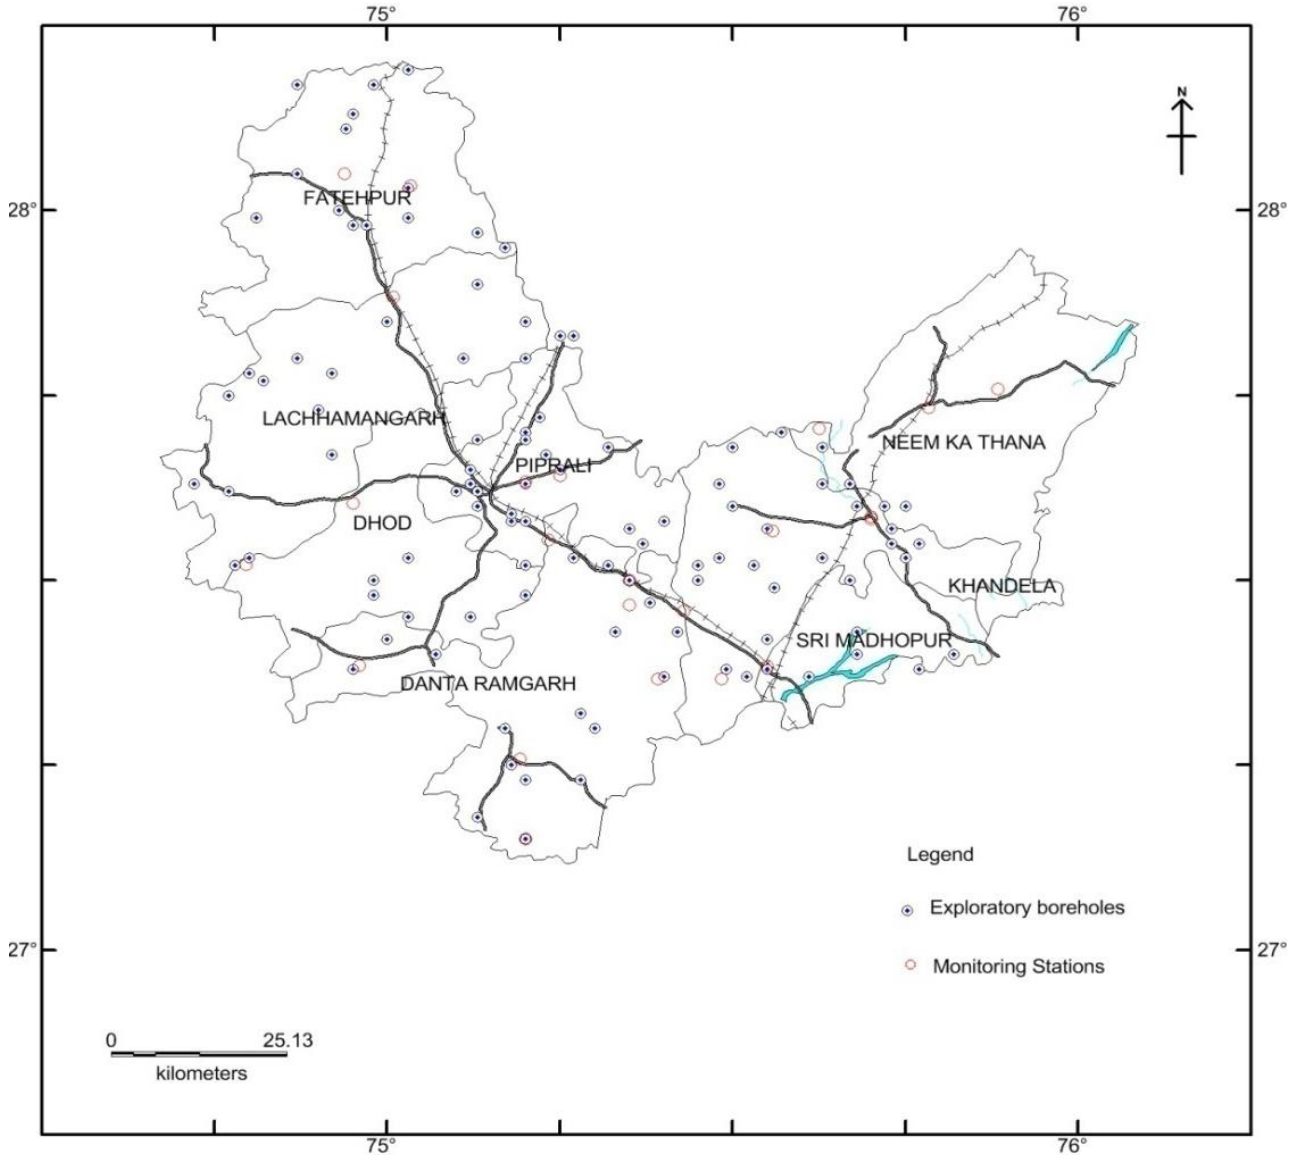 75°
76°
N
FATEHPUR
28°
28°
LACHHAMANGARH
NEEM KA THANA
PIPRALI
DHOD
KHANDELA
SRI MADHOPUR
DANTA RAMGARH
Legend
Exploratory boreholes
27°
27°
Monitoring Stations
0 25.13
kilometers
75°
76°